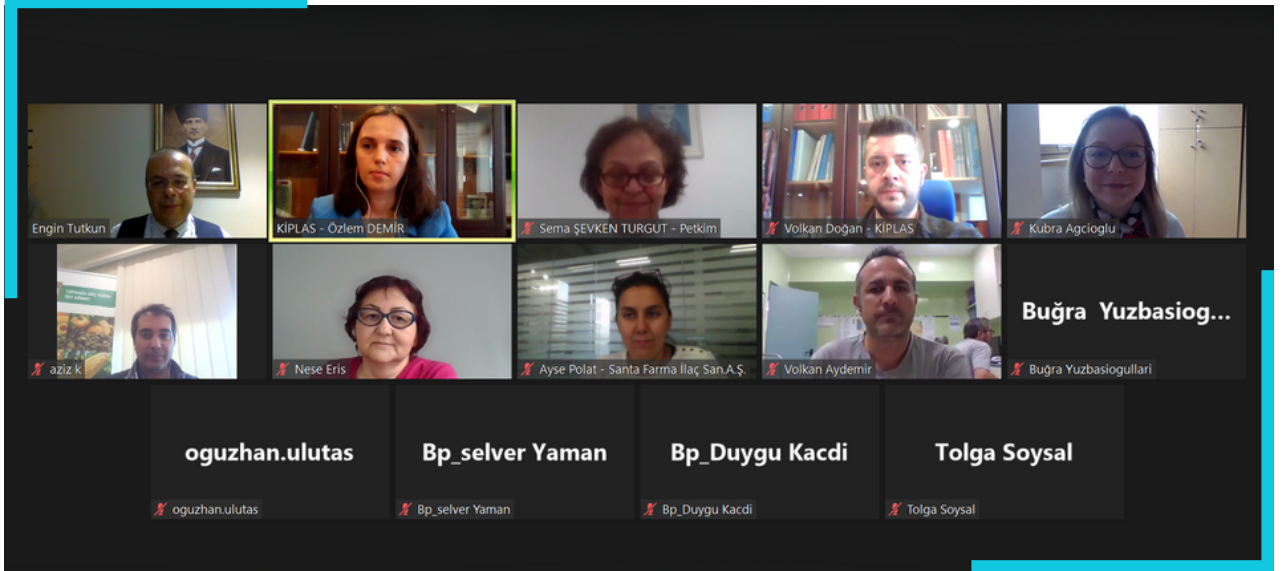 Engin Tutkun
KİPLAS - Özlem DEMİR
Sema ŞEVKEN TURGUT - Petkim
Volkan Doğan - KİPLAS
Kubra Agcioglu
aziz k
Nese Eris
Ayse Polat - Santa Farma İlaç San.A.Ş.
Volkan Aydemir
Buğra Yuzbasiog...
Buğra Yuzbasiogullari
oguzhan.ulutas
oguzhan.ulutas
Bp_selver Yaman
Bp_selver Yaman
Bp_Duygu Kacdi
Bp_Duygu Kacdi
Tolga Soysal
Tolga Soysal